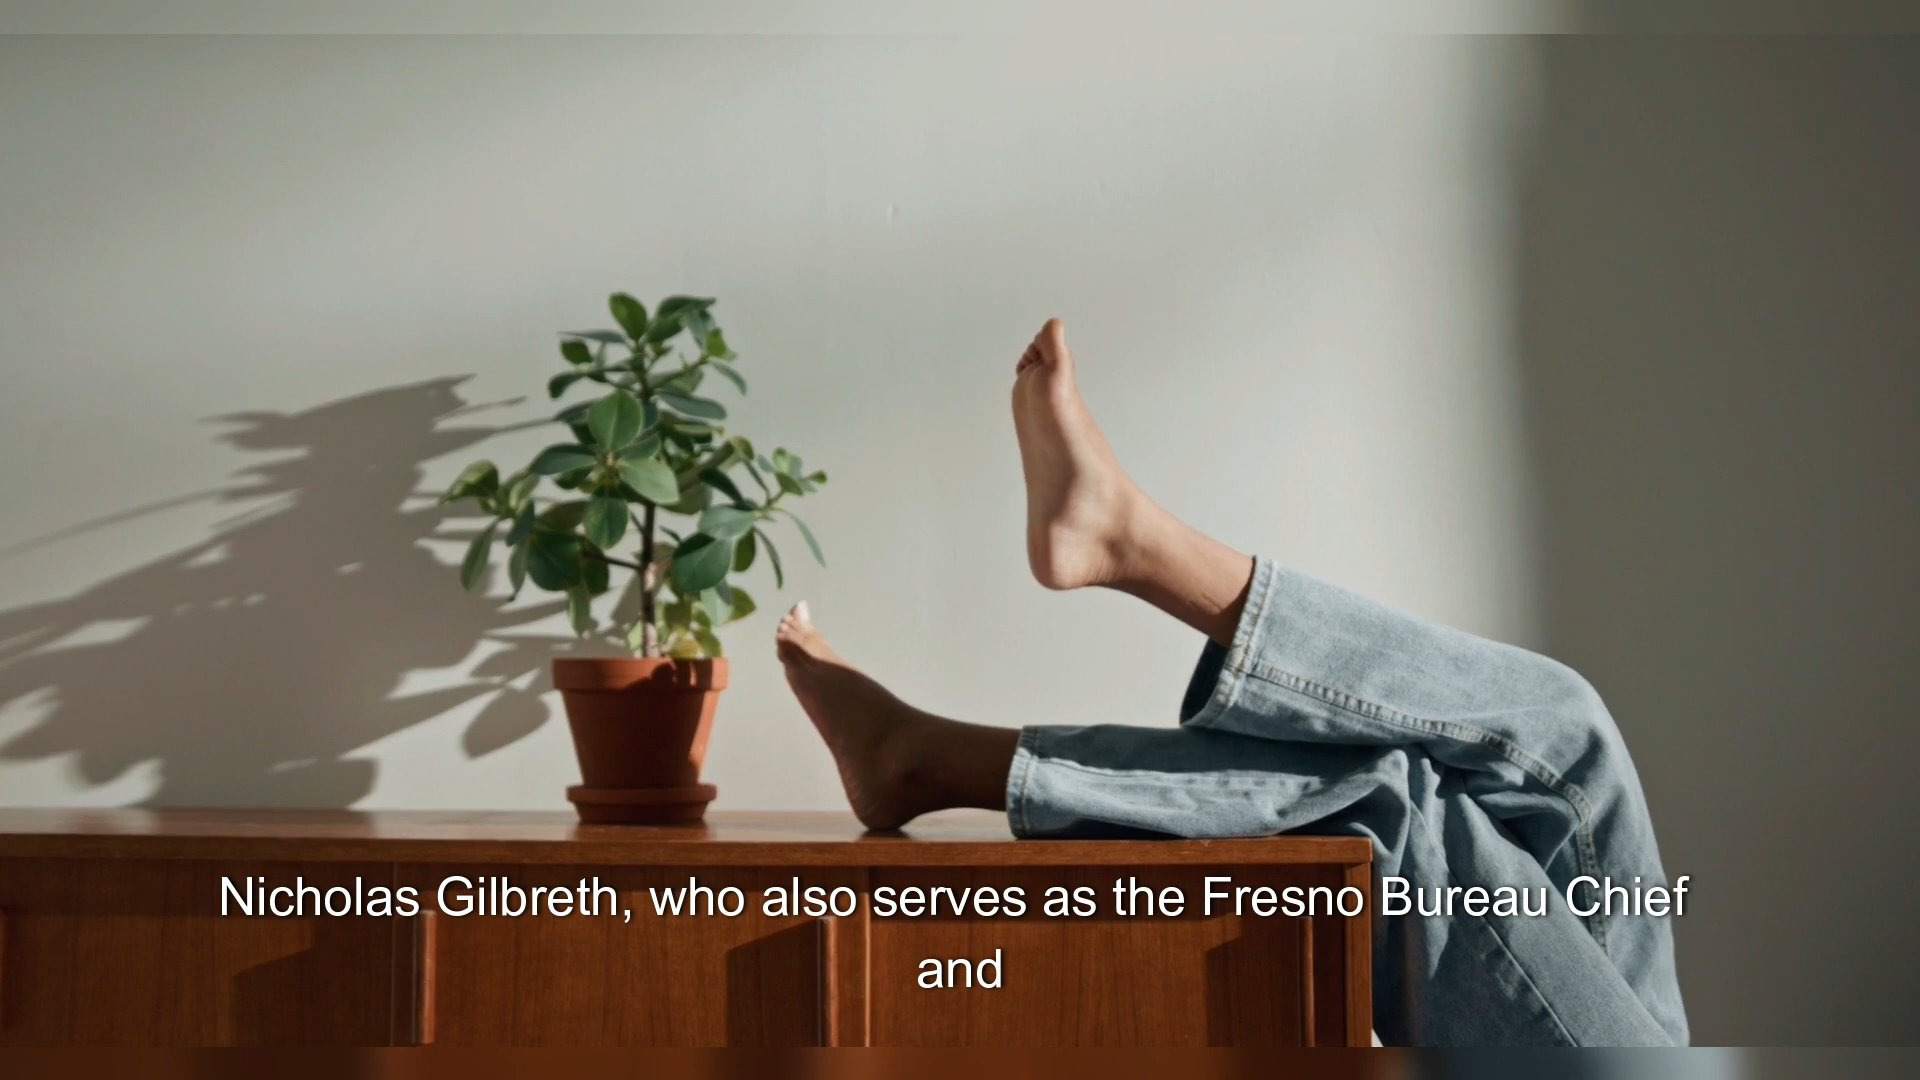 Nicholas Gilbreth, who also serves as the Fresno Bureau Chief
and